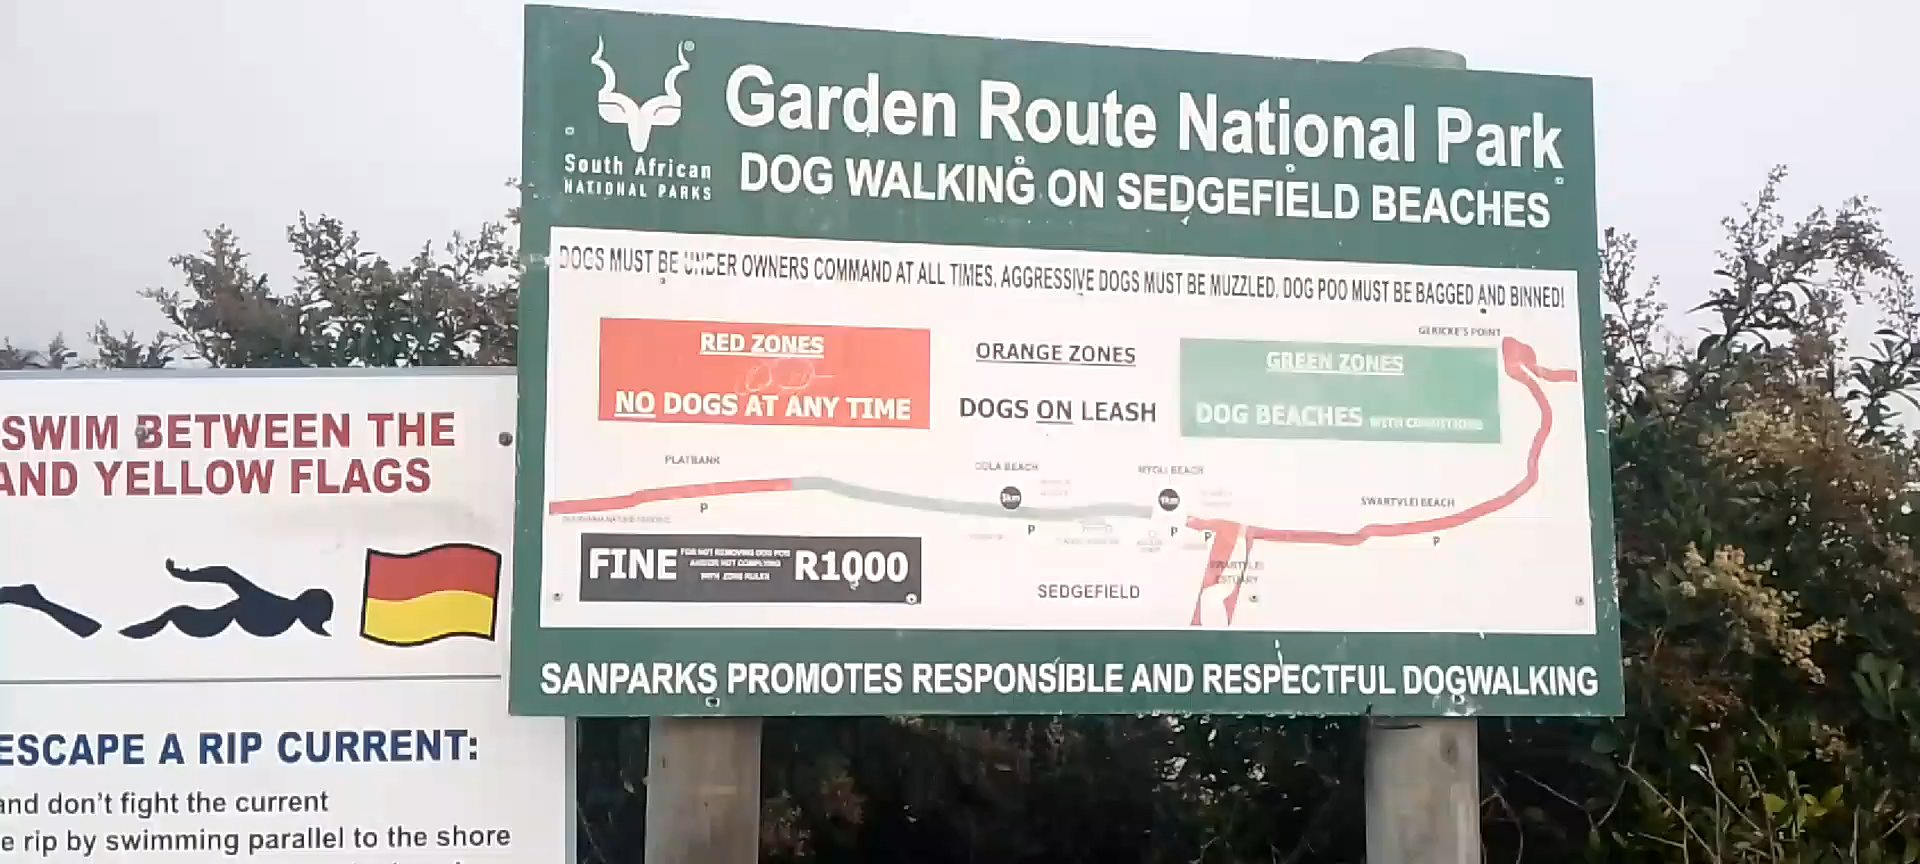 Garden Route National Park
South African
NATIONAL PARKS
DOG WALKING ON SEDGEFIELD BEACHES
DOGS MUST BE UNDER OWNERS COMMAND AT ALL TIMES. AGGRESSIVE DOGS MUST BE MUZZLED. DOG POO MUST BE BAGGED AND BINNED!
RED ZONES
NO DOGS AT ANY TIME
ORANGE ZONES
DOGS ON LEASH
GREEN ZONES
DOG BEACHES WITH CONDITIONS
GERICKE'S POINT
PLATBANK
COLA BEACH
MYOLI BEACH
SWARTVLEI BEACH
1km
P
P
P
P
P
SWARTVLEI
ESTUARY
SEDGEFIELD
FINE FOR NOT REMOVING DOG POO
AND/OR NOT COMPLYING
WITH ZONE RULES R1000
SANPARKS PROMOTES RESPONSIBLE AND RESPECTFUL DOGWALKING
SWIM BETWEEN THE
AND YELLOW FLAGS
ESCAPE A RIP CURRENT:
and don't fight the current
rip by swimming parallel to the shore